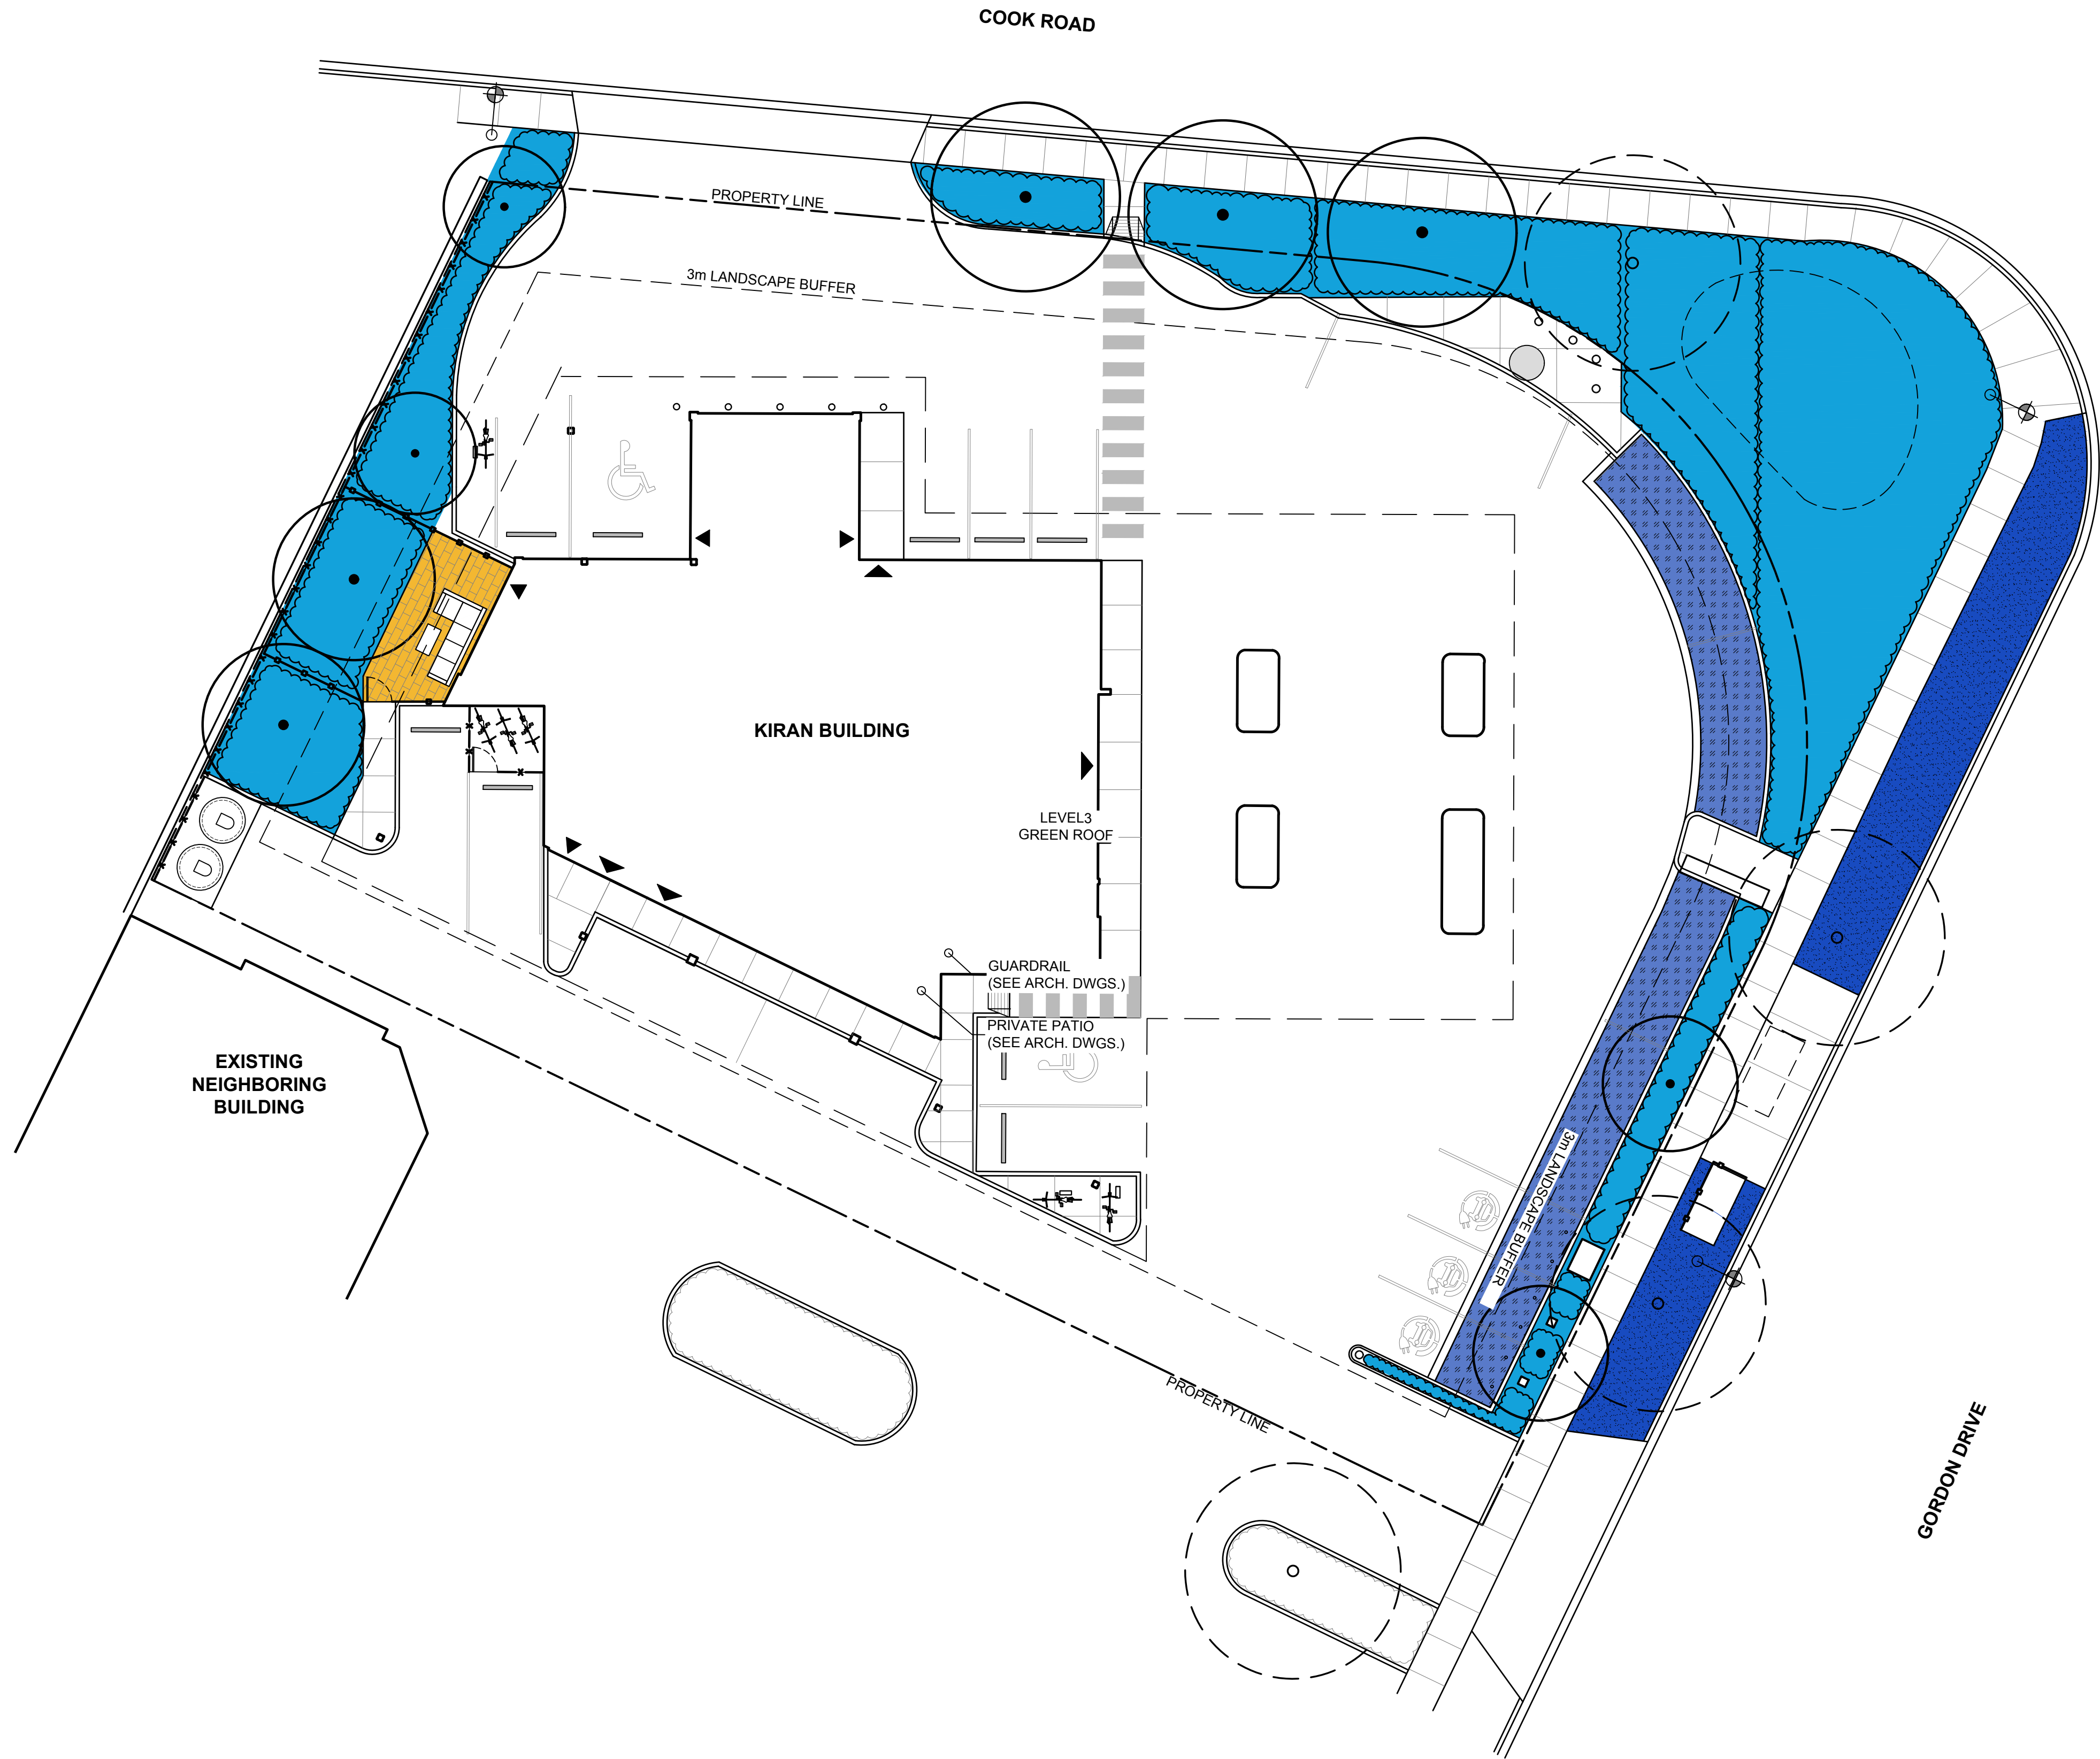 COOK ROAD
PROPERTY LINE
3m LANDSCAPE BUFFER
KIRAN BUILDING
LEVEL3
GREEN ROOF
GUARDRAIL
(SEE ARCH. DWGS.)
PRIVATE PATIO
(SEE ARCH. DWGS.)
EXISTING
NEIGHBORING
BUILDING
3m LANDSCAPE BUFFER
PROPERTY LINE
GORDON DRIVE